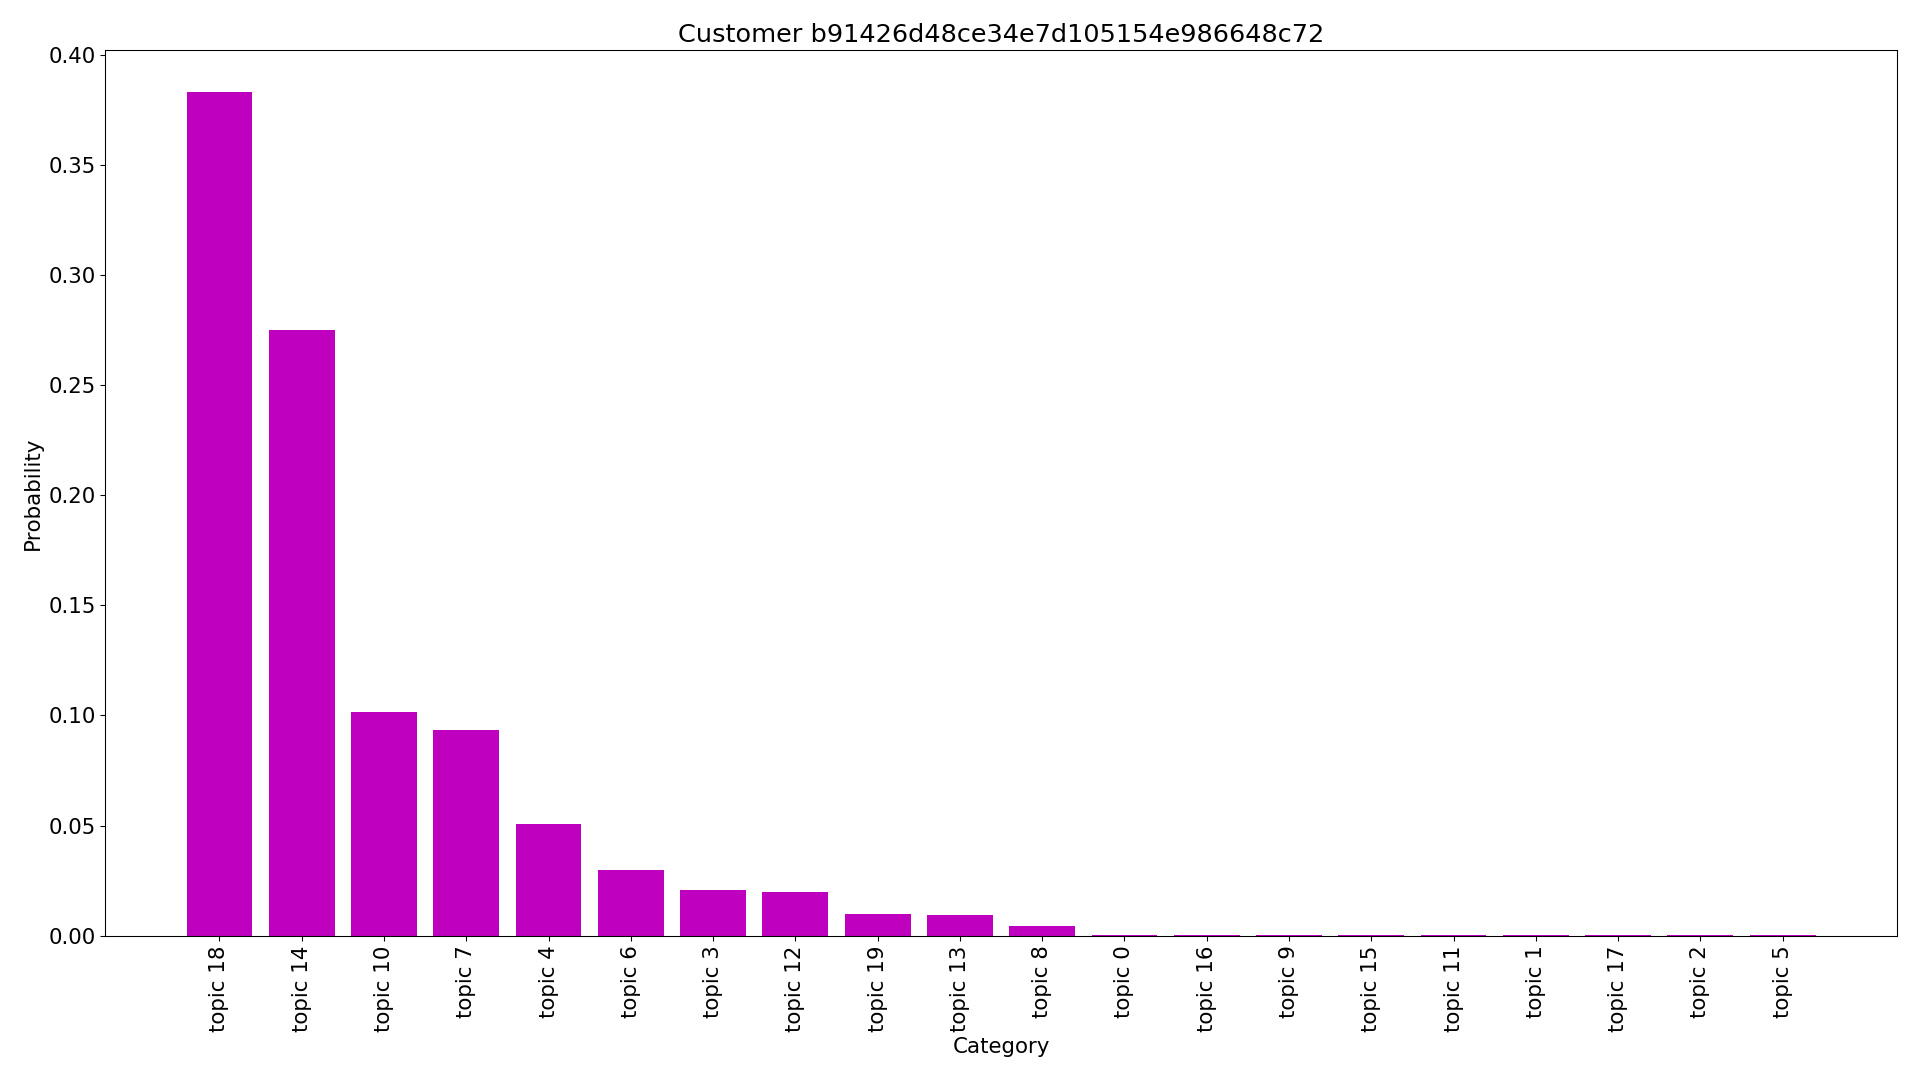 Customer b91426d48ce34e7d105154e986648c72
0.40
0.35
0.30
0.25
0.20
0.15
0.10
0.05
0.00
Probability
topic 18
topic 14
topic 10
topic 7
topic 4
topic 6
topic 3
topic 12
topic 19
topic 13
topic 8
topic 0
topic 16
topic 9
topic 15
topic 11
topic 1
topic 17
topic 2
topic 5
Category